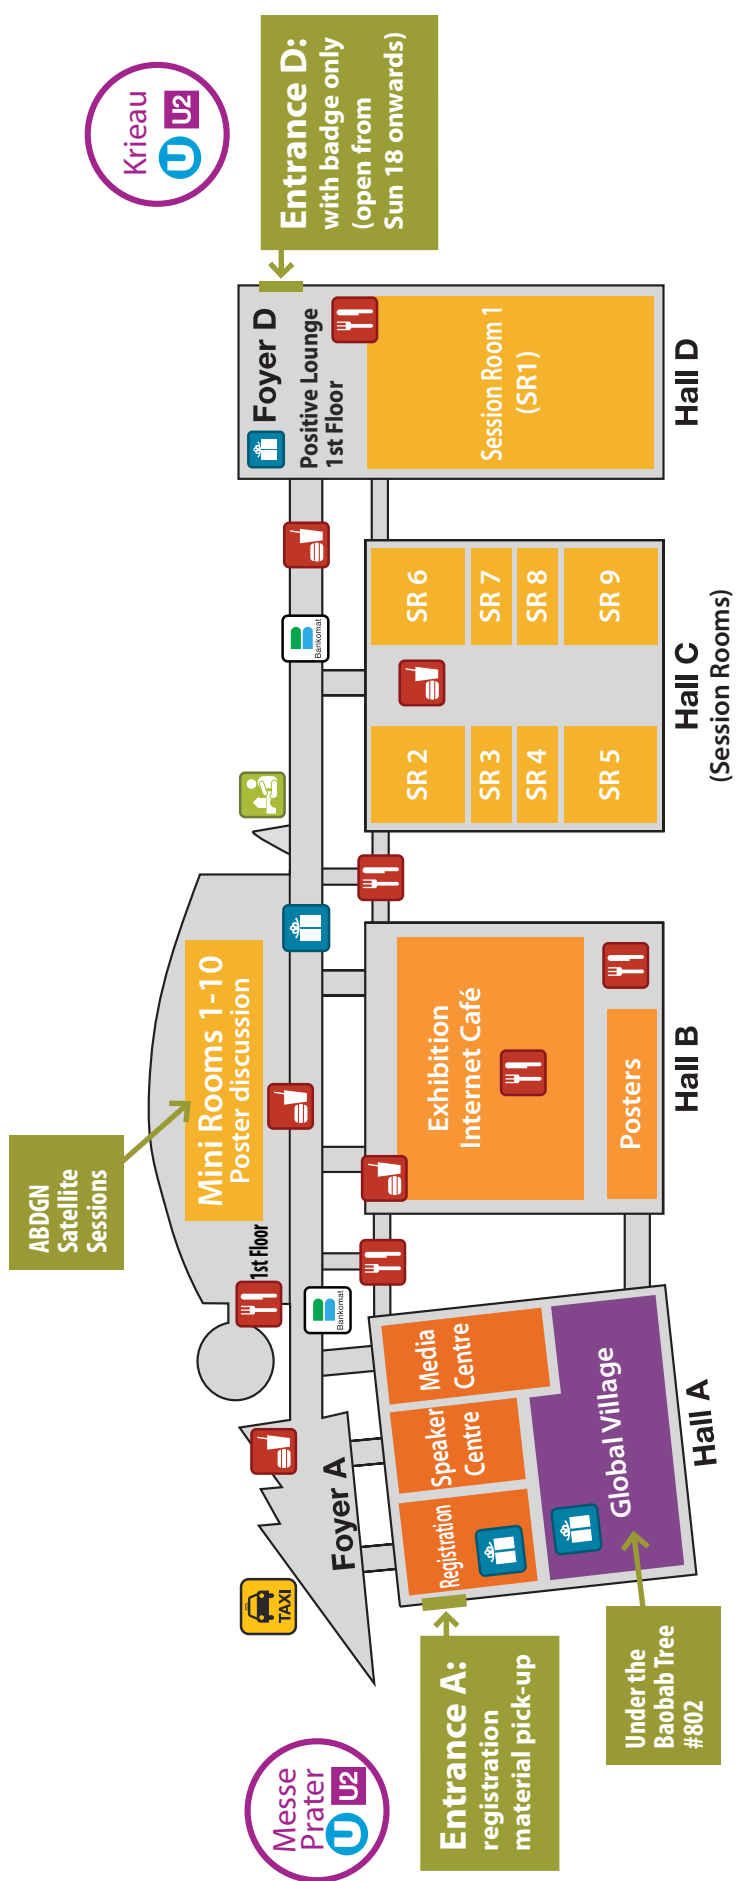 Messe
Prater
U U2
Krieau
U U2
Entrance D:
with badge only
(open from
Sun 18 onwards)
ABDGN
Satellite
Sessions
Mini Rooms 1-10
Poster discussion
1st Floor
TAXI
Foyer A
Bankomat
Bankomat
Foyer D
Positive Lounge
1st Floor
Entrance A:
registration
material pick-up
Registration
Speaker
Centre
Media
Centre
Global Village
Hall A
Under the
Baobab Tree
#802
Exhibition
Internet Café
Posters
Hall B
SR 2
SR 3
SR 4
SR 5
SR 6
SR 7
SR 8
SR 9
Hall C
(Session Rooms)
Session Room 1
(SR1)
Hall D